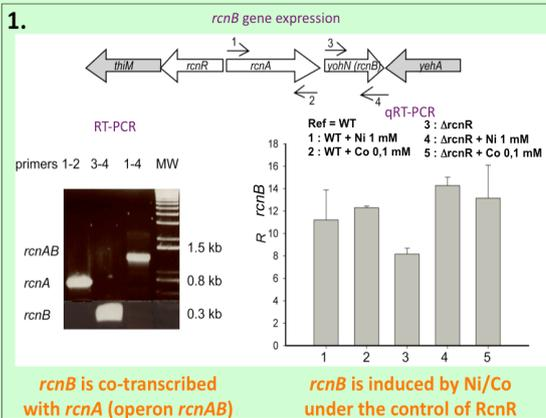 1.
rcnB gene expression
1 3
thiM rcnR rcnA yohN (rcnB) yehA
2 4
RT-PCR
primers 1-2 3-4 1-4 MW
rcnAB
rcnA
rcnB
1.5 kb
0.8 kb
0.3 kb
qRT-PCR
Ref = WT
1 : WT + Ni 1 mM
2 : WT + Co 0,1 mM
3 : ΔrcnR
4 : ΔrcnR + Ni 1 mM
5 : ΔrcnR + Co 0,1 mM
R rcnB
18
16
14
12
10
8
6
4
2
0
1 2 3 4 5
rcnB is co-transcribed
with rcnA (operon rcnAB)
rcnB is induced by Ni/Co
under the control of RcnR